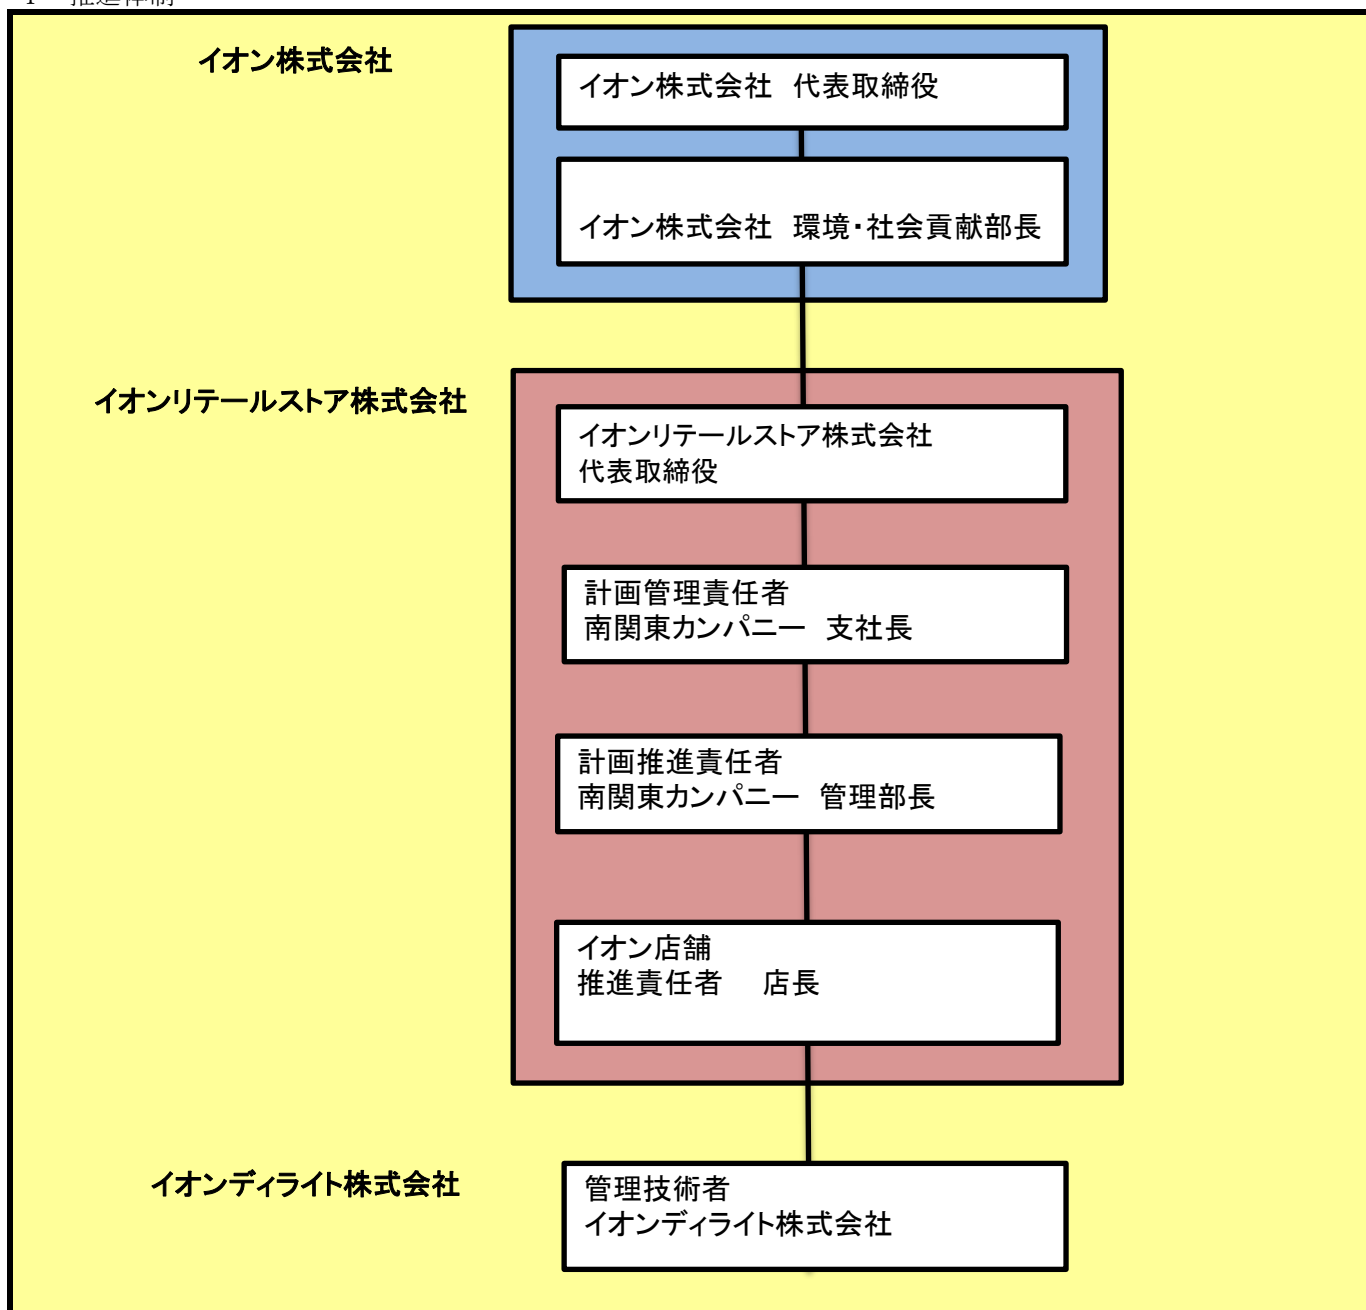 イオン株式会社
イオン株式会社　代表取締役
イオン株式会社　環境・社会貢献部長
イオンリテールストア株式会社
イオンリテールストア株式会社
代表取締役
計画管理責任者
南関東カンパニー　支社長
計画推進責任者
南関東カンパニー　管理部長
イオン店舗
推進責任者　　店長
イオンディライト株式会社
管理技術者
イオンディライト株式会社